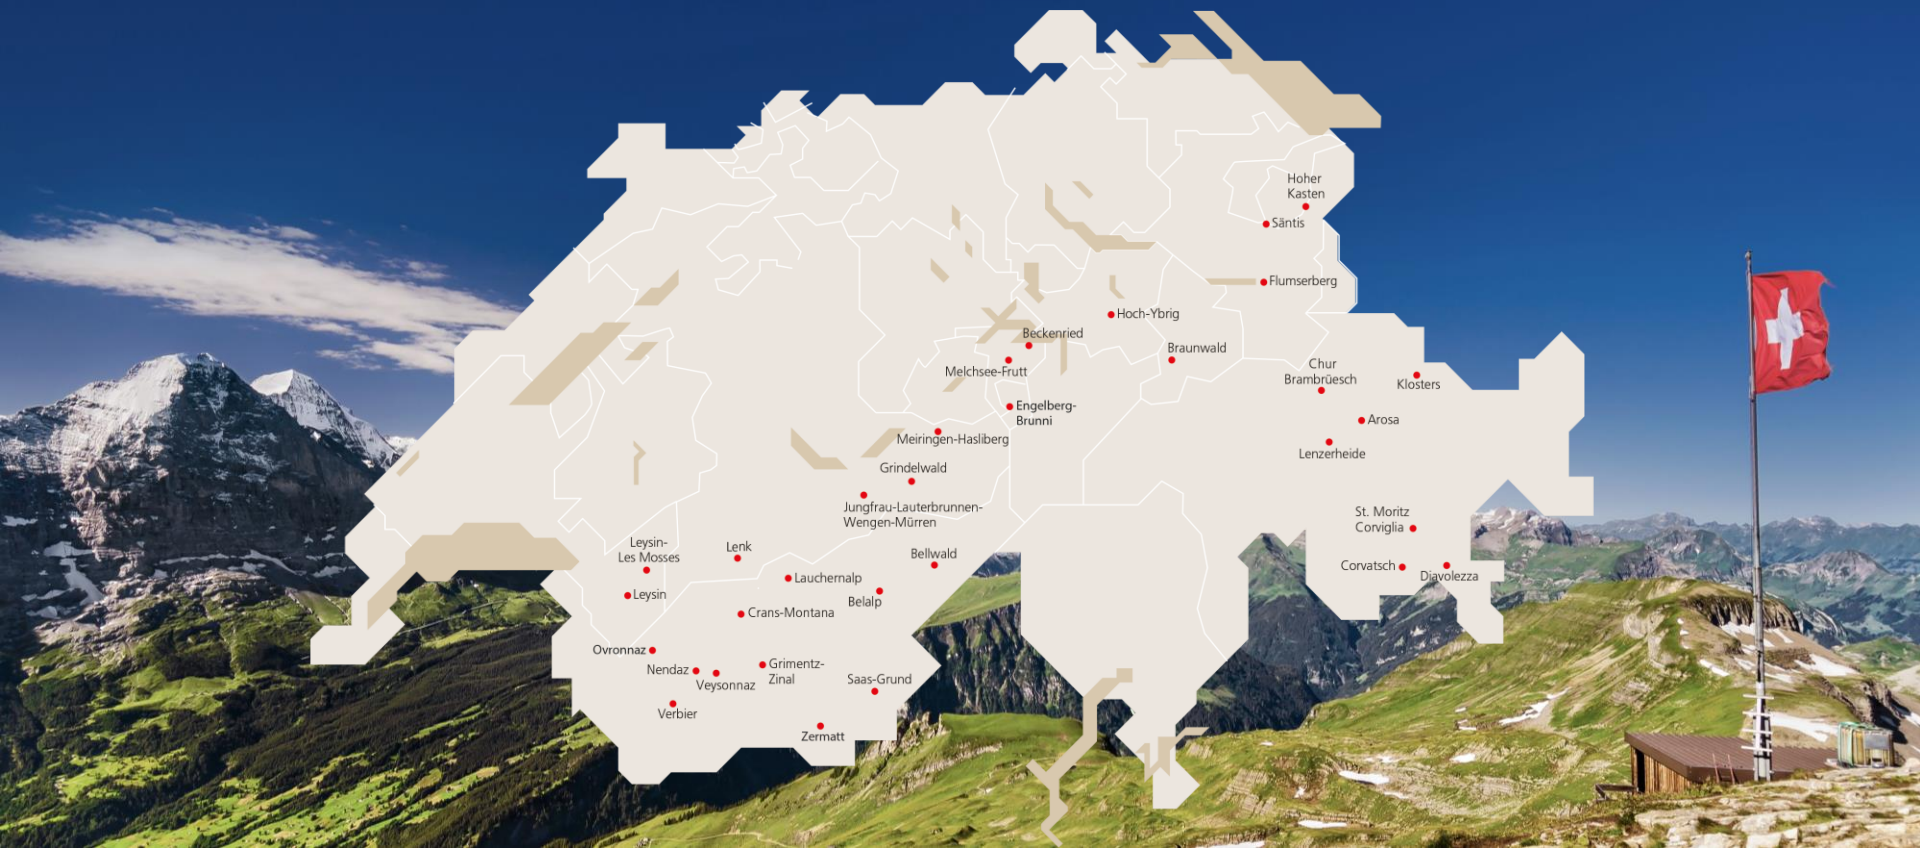 Hoher
Kasten
Säntis
Flumserberg
Hoch-Ybrig
Beckenried
Braunwald
Melchsee-Frutt
Chur
Brambrüesch
Klosters
Engelberg-
Brunni
Arosa
Meiringen-Hasliberg
Lenzerheide
Grindelwald
Jungfrau-Lauterbrunnen-
Wengen-Mürren
St. Moritz
Corviglia
Leysin-
Les Mosses
Lenk
Bellwald
Corvatsch
Diavolezza
Lauchernalp
Leysin
Belalp
Crans-Montana
Ovronnaz
Nendaz
Veysonnaz
Grimentz-
Zinal
Saas-Grund
Verbier
Zermatt